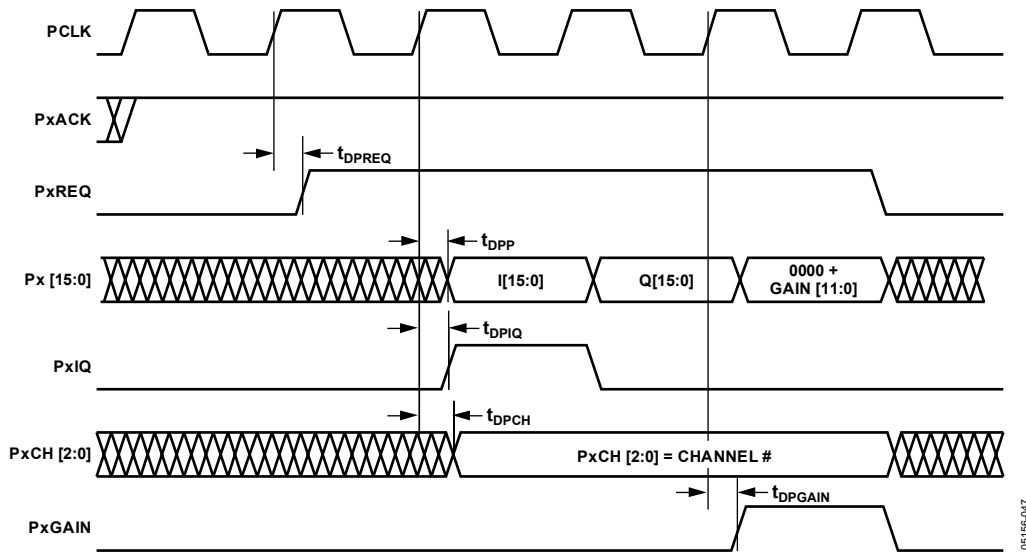 PCLK
PxACK
tDPREQ
PxREQ
tDPP
Px [15:0]
I[15:0]
Q[15:0]
0000 +
GAIN [11:0]
tDPIQ
PxIQ
tDPCH
PxCH [2:0]
PxCH [2:0] = CHANNEL #
tDPGAIN
PxGAIN
05156-047